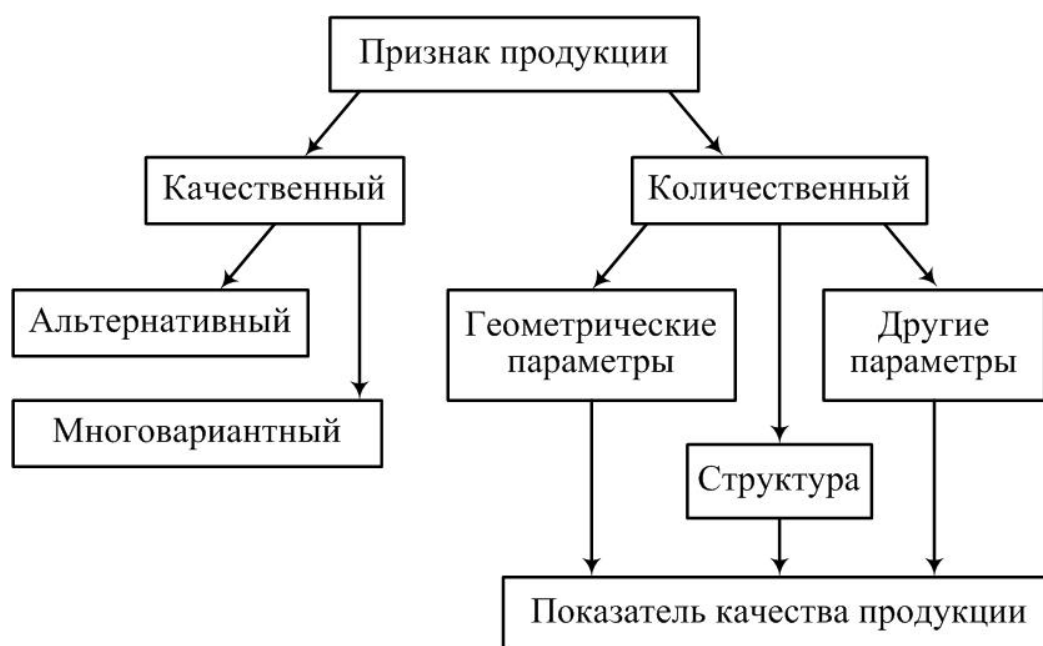 Признак продукции
Качественный
Количественный
Альтернативный
Многовариантный
Геометрические
параметры
Другие
параметры
Структура
Показатель качества продукции